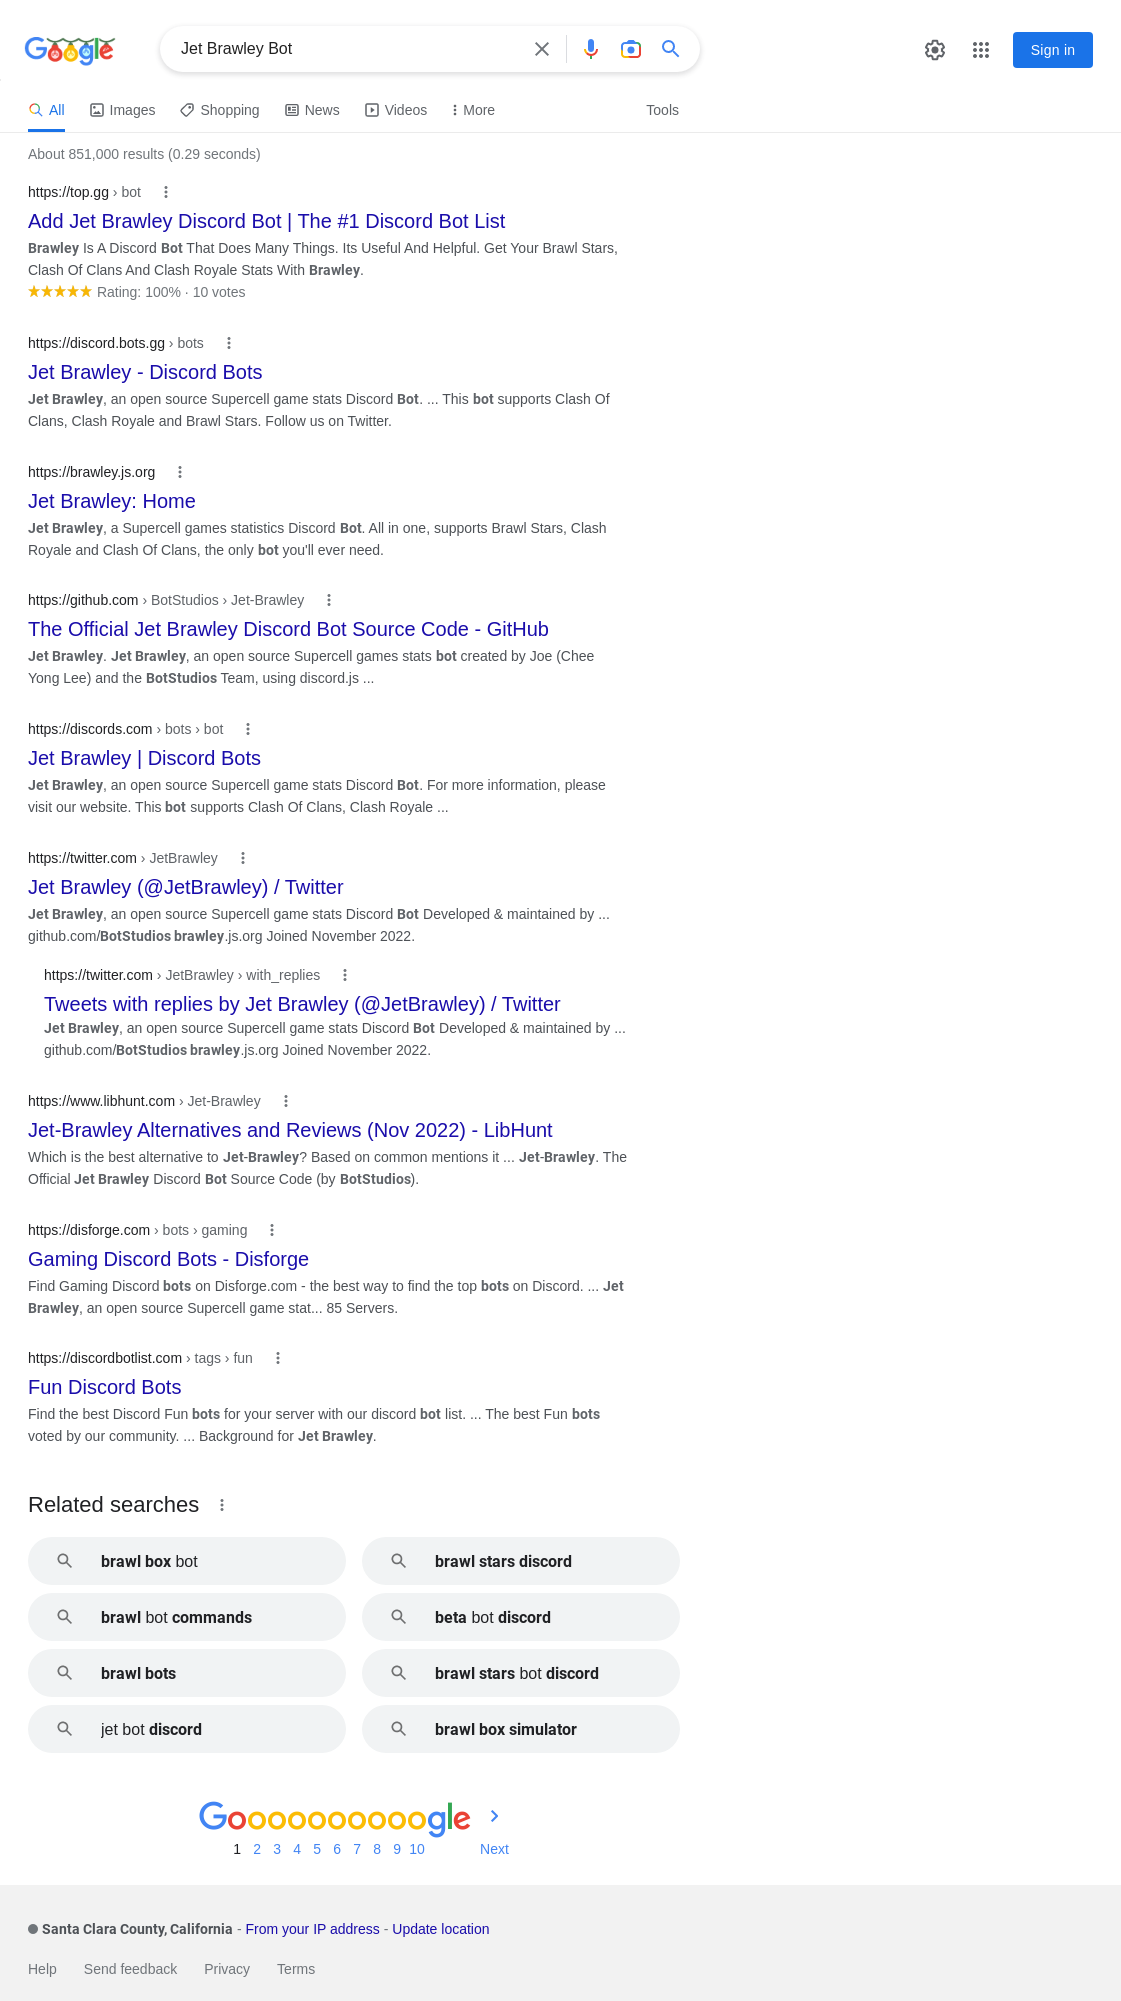 Google
Jet Brawley Bot
Sign in
All
Images
Shopping
News
Videos
More
Tools
About 851,000 results (0.29 seconds)
https://top.gg › bot
Add Jet Brawley Discord Bot | The #1 Discord Bot List
Brawley Is A Discord Bot That Does Many Things. Its Useful And Helpful. Get Your Brawl Stars,
Clash Of Clans And Clash Royale Stats With Brawley.
Rating: 100% · 10 votes
https://discord.bots.gg › bots
Jet Brawley - Discord Bots
Jet Brawley, an open source Supercell game stats Discord Bot. ... This bot supports Clash Of
Clans, Clash Royale and Brawl Stars. Follow us on Twitter.
https://brawley.js.org
Jet Brawley: Home
Jet Brawley, a Supercell games statistics Discord Bot. All in one, supports Brawl Stars, Clash
Royale and Clash Of Clans, the only bot you'll ever need.
https://github.com › BotStudios › Jet-Brawley
The Official Jet Brawley Discord Bot Source Code - GitHub
Jet Brawley. Jet Brawley, an open source Supercell games stats bot created by Joe (Chee
Yong Lee) and the BotStudios Team, using discord.js ...
https://discords.com › bots › bot
Jet Brawley | Discord Bots
Jet Brawley, an open source Supercell game stats Discord Bot. For more information, please
visit our website. This bot supports Clash Of Clans, Clash Royale ...
https://twitter.com › JetBrawley
Jet Brawley (@JetBrawley) / Twitter
Jet Brawley, an open source Supercell game stats Discord Bot Developed & maintained by ...
github.com/BotStudios brawley.js.org Joined November 2022.
https://twitter.com › JetBrawley › with_replies
Tweets with replies by Jet Brawley (@JetBrawley) / Twitter
Jet Brawley, an open source Supercell game stats Discord Bot Developed & maintained by ...
github.com/BotStudios brawley.js.org Joined November 2022.
https://www.libhunt.com › Jet-Brawley
Jet-Brawley Alternatives and Reviews (Nov 2022) - LibHunt
Which is the best alternative to Jet-Brawley? Based on common mentions it ... Jet-Brawley. The
Official Jet Brawley Discord Bot Source Code (by BotStudios).
https://disforge.com › bots › gaming
Gaming Discord Bots - Disforge
Find Gaming Discord bots on Disforge.com - the best way to find the top bots on Discord. ... Jet
Brawley, an open source Supercell game stat... 85 Servers.
https://discordbotlist.com › tags › fun
Fun Discord Bots
Find the best Discord Fun bots for your server with our discord bot list. ... The best Fun bots
voted by our community. ... Background for Jet Brawley.
Related searches
brawl box bot
brawl stars discord
brawl bot commands
beta bot discord
brawl bots
brawl stars bot discord
jet bot discord
brawl box simulator
Goooooooooogle
1 2 3 4 5 6 7 8 9 10 Next
Santa Clara County, California - From your IP address - Update location
Help Send feedback Privacy Terms